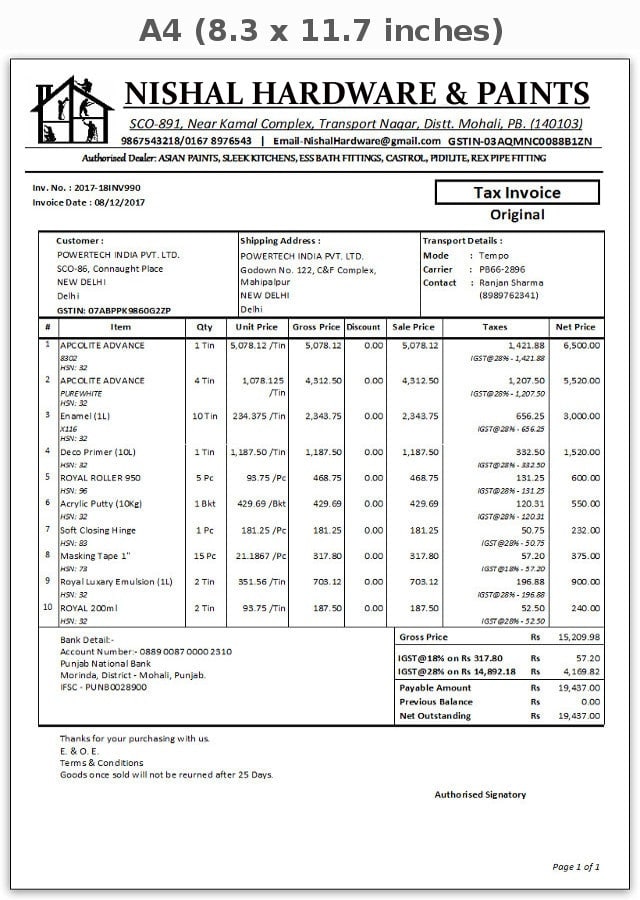 A4 (8.3 x 11.7 inches)
NISHAL HARDWARE & PAINTS
SCO-891, Near Kamal Complex, Transport Nagar, Distt. Mohali, PB. (140103)
9867543218/0167 8976543 | Email-NishalHardware@gmail.com GSTIN-03AQMNC0088B1ZN
Authorised Dealer: ASIAN PAINTS, SLEEK KITCHENS, ESS BATH FITTINGS, CASTROL, PIDILITE, REX PIPE FITTING
Inv. No. : 2017-18INV990
Invoice Date : 08/12/2017
Tax Invoice
Original
Customer :
POWERTECH INDIA PVT. LTD.
SCO-86, Connaught Place
NEW DELHI
Delhi
GSTIN: 07ABPPK9860G2ZP
Shipping Address :
POWERTECH INDIA PVT. LTD.
Godown No. 122, C&F Complex,
Mahipalpur
NEW DELHI
Delhi
Transport Details :
Mode : Tempo
Carrier : PB66-2896
Contact : Ranjan Sharma
(8989762341)
# Item Qty Unit Price Gross Price Discount Sale Price Taxes Net Price
1 APCOLITE ADVANCE 1 Tin 5,078.12 /Tin 5,078.12 0.00 5,078.12 1,421.88 6,500.00
8302 IGST@28% - 1,421.88
HSN: 32
2 APCOLITE ADVANCE 4 Tin 1,078.125 4,312.50 0.00 4,312.50 1,207.50 5,520.00
PUREWHITE /Tin IGST@28% - 1,207.50
HSN: 32
3 Enamel (1L) 10 Tin 234.375 /Tin 2,343.75 0.00 2,343.75 656.25 3,000.00
X116 IGST@28% - 656.25
HSN: 32
4 Deco Primer (10L) 1 Tin 1,187.50 /Tin 1,187.50 0.00 1,187.50 332.50 1,520.00
HSN: 32 IGST@28% - 332.50
5 ROYAL ROLLER 950 5 Pc 93.75 /Pc 468.75 0.00 468.75 131.25 600.00
HSN: 96 IGST@28% - 131.25
6 Acrylic Putty (10Kg) 1 Bkt 429.69 /Bkt 429.69 0.00 429.69 120.31 550.00
HSN: 32 IGST@28% - 120.31
7 Soft Closing Hinge 1 Pc 181.25 /Pc 181.25 0.00 181.25 50.75 232.00
HSN: 83 IGST@28% - 50.75
8 Masking Tape 1" 15 Pc 21.1867 /Pc 317.80 0.00 317.80 57.20 375.00
HSN: 73 IGST@18% - 57.20
9 Royal Luxary Emulsion (1L) 2 Tin 351.56 /Tin 703.12 0.00 703.12 196.88 900.00
HSN: 32 IGST@28% - 196.88
10 ROYAL 200ml 2 Tin 93.75 /Tin 187.50 0.00 187.50 52.50 240.00
HSN: 32 IGST@28% - 52.50
Bank Detail:-
Account Number:- 0889 0087 0000 2310
Punjab National Bank
Morinda, District - Mohali, Punjab.
IFSC - PUNB0028900
Gross Price Rs 15,209.98
IGST@18% on Rs 317.80 Rs 57.20
IGST@28% on Rs 14,892.18 Rs 4,169.82
Payable Amount Rs 19,437.00
Previous Balance Rs 0.00
Net Outstanding Rs 19,437.00
Thanks for your purchasing with us.
E. & O. E.
Terms & Conditions
Goods once sold will not be reurned after 25 Days.
Authorised Signatory
Page 1 of 1